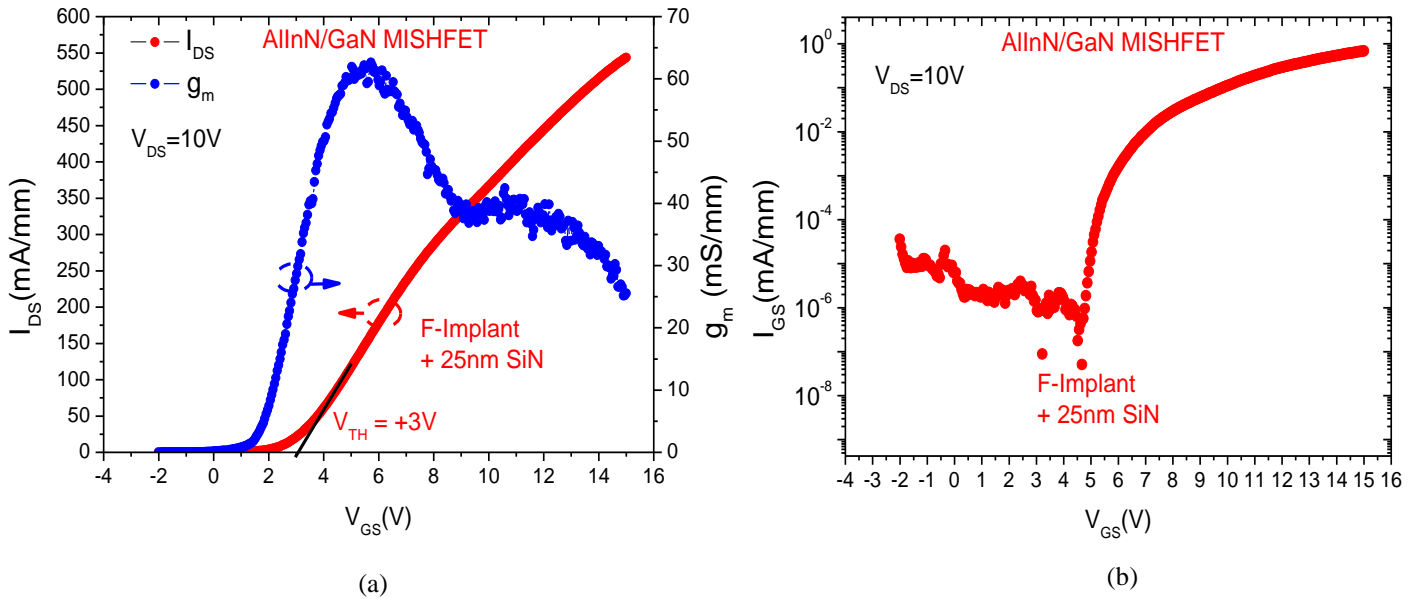 I_DS
g_m
AlInN/GaN MISHFET
V_DS=10V
F-Implant
+ 25nm SiN
V_TH = +3V
I_DS(mA/mm)
600
550
500
450
400
350
300
250
200
150
100
50
0
g_m (mS/mm)
70
60
50
40
30
20
10
0
-4 -2 0 2 4 6 8 10 12 14 16
V_GS(V)
(a)
AlInN/GaN MISHFET
V_DS=10V
I_GS(mA/mm)
10^0
10^-2
10^-4
10^-6
10^-8
F-Implant
+ 25nm SiN
-4 -3 -2 -1 0 1 2 3 4 5 6 7 8 9 10 11 12 13 14 15 16
V_GS(V)
(b)